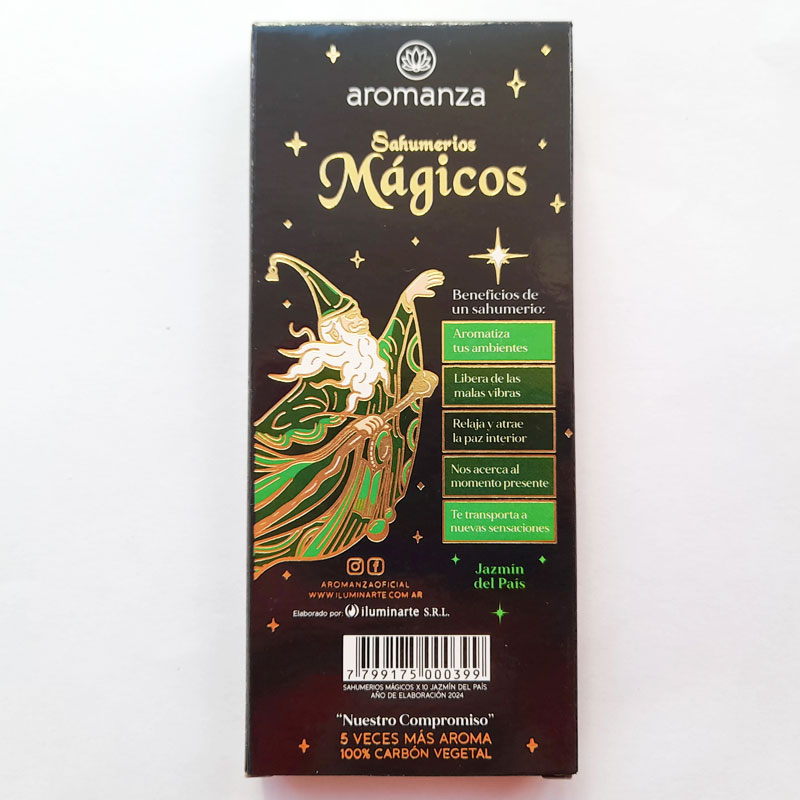 aromanza
Sahumerios
Mágicos
Beneficios de
un sahumerio:
Aromatiza
tus ambientes
Libera de las
malas vibras
Relaja y atrae
la paz interior
Nos acerca al
momento presente
Te transporta a
nuevas sensaciones
Jazmín
del País
AROMANZAOFICIAL
WWW.ILUMINARTE.COM.AR
Elaborado por: iluminarte S.R.L.
7 799175 000399
SAHUMERIOS MÁGICOS X 10 JAZMÍN DEL PAÍS
AÑO DE ELABORACIÓN 2024
"Nuestro Compromiso"
5 VECES MÁS AROMA
100% CARBÓN VEGETAL